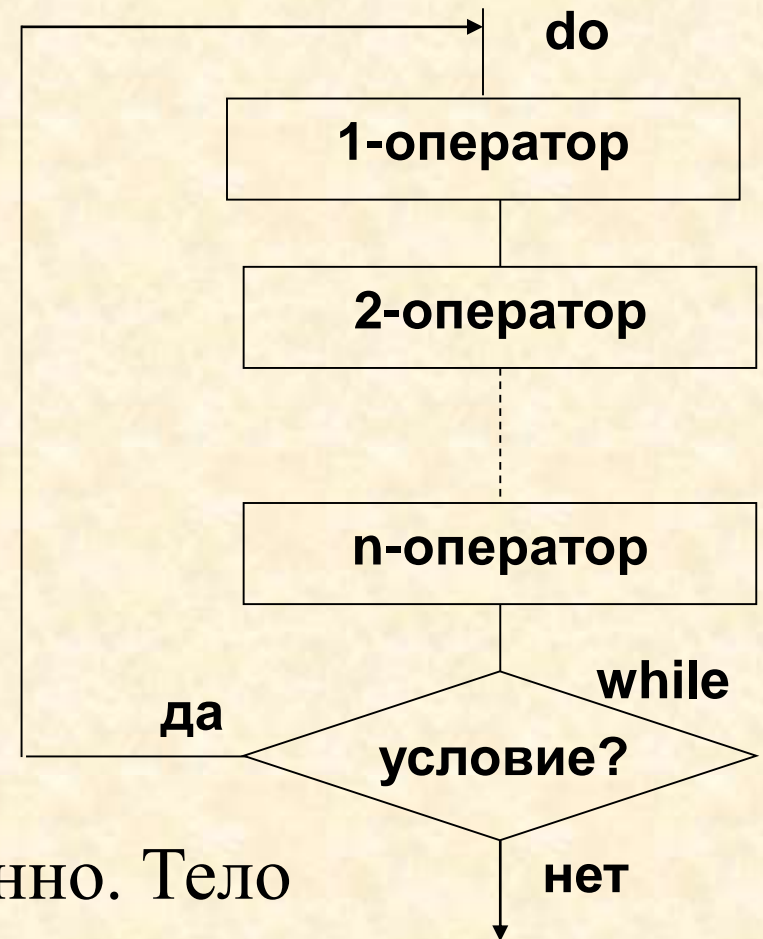 do
1-оператор
2-оператор
n-оператор
while
да
условие?
нно. Тело
нет